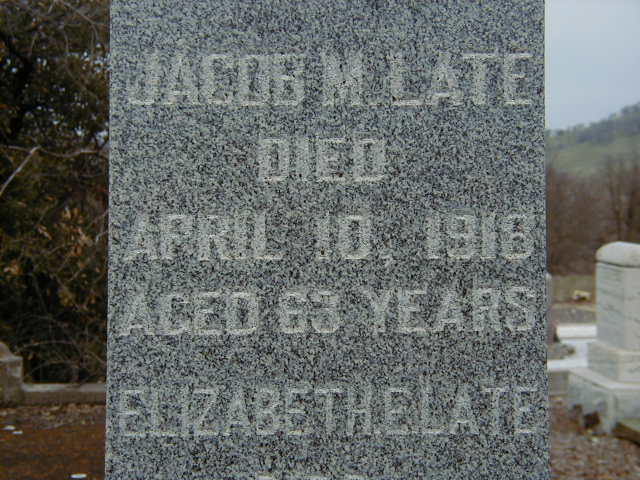 JACOB M. LATE
DIED
APRIL 10, 1916
AGED 63 YEARS
ELIZABETH E. LATE